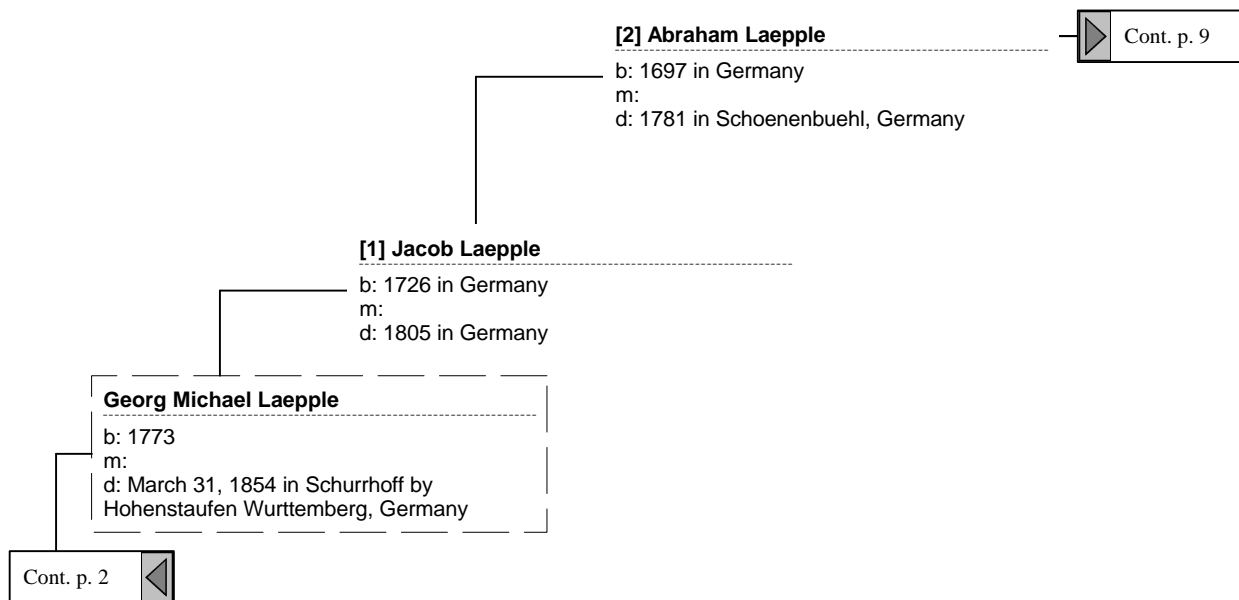 [2] Abraham Laepple
Cont. p. 9
b: 1697 in Germany
m:
d: 1781 in Schoenenbuehl, Germany
[1] Jacob Laepple
b: 1726 in Germany
m:
d: 1805 in Germany
Georg Michael Laepple
b: 1773
m:
d: March 31, 1854 in Schurrhoff by
Hohenstaufen Wurttemberg, Germany
Cont. p. 2